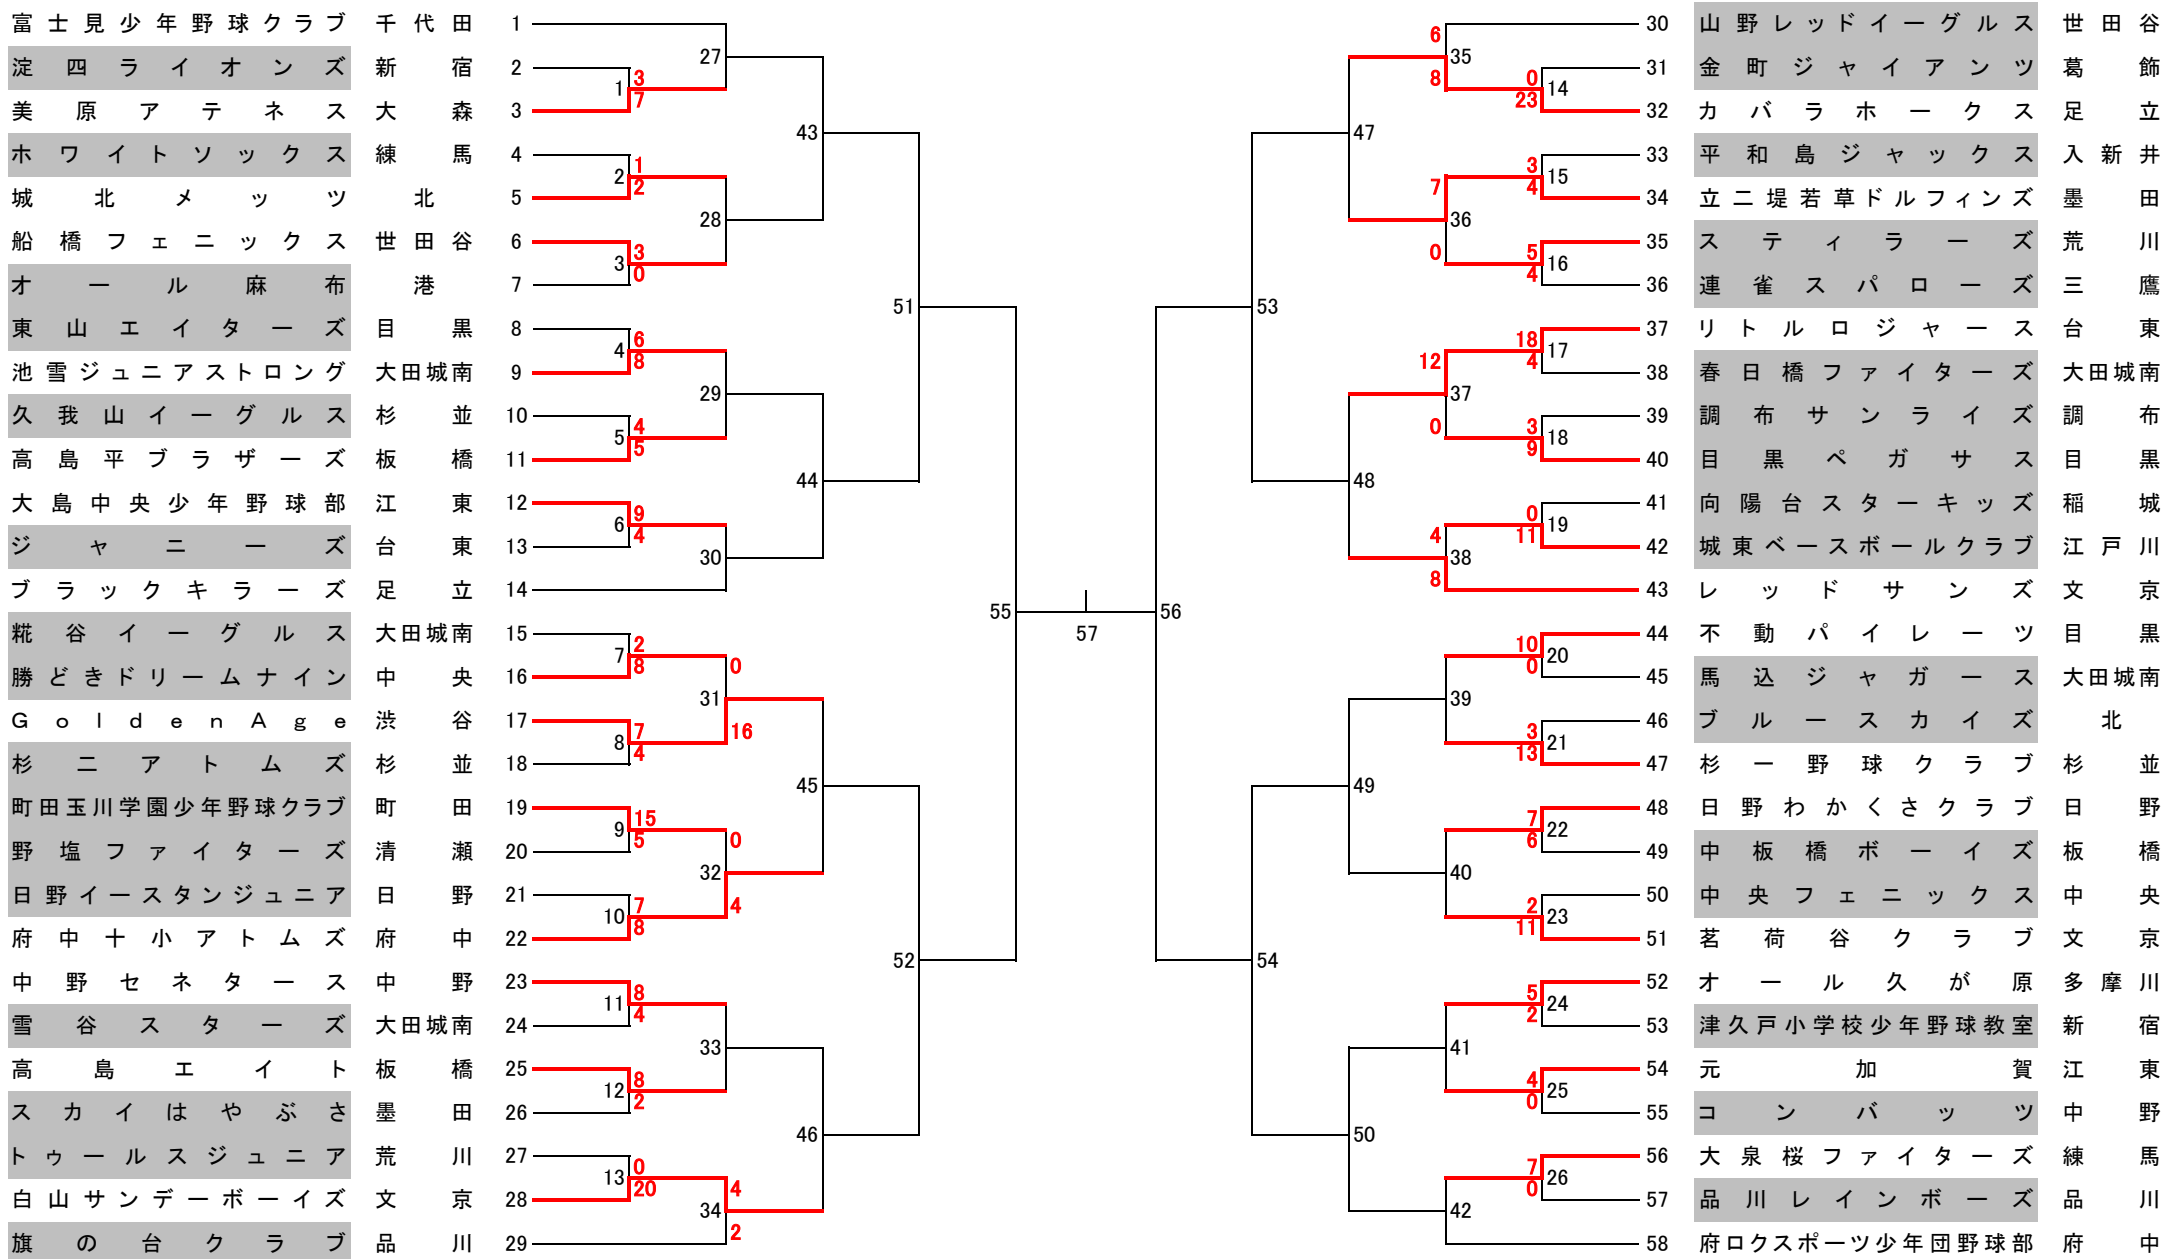 富士見少年野球クラブ 千代田 1
淀四ライオンズ 新宿 2
美原アテネス 大森 3
ホワイトソックス 練馬 4
城北メッツ 北 5
船橋フェニックス 世田谷 6
オール麻布 港 7
東山エイターズ 目黒 8
池雪ジュニアストロング 大田城南 9
久我山イーグルス 杉並 10
高島平ブラザーズ 板橋 11
大島中央少年野球部 江東 12
ジャニーズ 台東 13
ブラックキラーズ 足立 14
糀谷イーグルス 大田城南 15
勝どきドリームナイン 中央 16
GoldenAge 渋谷 17
杉二アトムズ 杉並 18
町田玉川学園少年野球クラブ 町田 19
野塩ファイターズ 清瀬 20
日野イースタンジュニア 日野 21
府中十小アトムズ 府中 22
中野セネタース 中野 23
雪谷スターズ 大田城南 24
高島エイト 板橋 25
スカイはやぶさ 墨田 26
トゥールスジュニア 荒川 27
白山サンデーボーイズ 文京 28
旗の台クラブ 品川 29
1 3 7
2 1 2
3 3 0
4 6 8
5 4 5
6 9 4
7 2 8
8 7 4
9 15 5
10 7 8
11 8 4
12 8 2
13 0 20
27
28
29
30
31 0 16
32 0 4
33
34 4 2
43
44
45
46
51
52
55
57
56
53
54
47
48
49
50
6 35 8
7 36 0
12 37 0
4 38 8
39
40
41
42
0 14 23
3 15 4
5 16 4
18 17 4
3 18 9
0 19 11
10 20 0
3 21 13
7 22 6
2 23 11
5 24 2
4 25 0
7 26 0
30 山野レッドイーグルス 世田谷
31 金町ジャイアンツ 葛飾
32 カバラホークス 足立
33 平和島ジャックス 入新井
34 立二堤若草ドルフィンズ 墨田
35 スティラーズ 荒川
36 連雀スパローズ 三鷹
37 リトルロジャース 台東
38 春日橋ファイターズ 大田城南
39 調布サンライズ 調布
40 目黒ペガサス 目黒
41 向陽台スターキッズ 稲城
42 城東ベースボールクラブ 江戸川
43 レッドサンズ 文京
44 不動パイレーツ 目黒
45 馬込ジャガース 大田城南
46 ブルースカイズ 北
47 杉一野球クラブ 杉並
48 日野わかくさクラブ 日野
49 中板橋ボーイズ 板橋
50 中央フェニックス 中央
51 茗荷谷クラブ 文京
52 オール久が原 多摩川
53 津久戸小学校少年野球教室 新宿
54 元加賀 江東
55 コンバッツ 中野
56 大泉桜ファイターズ 練馬
57 品川レインボーズ 品川
58 府ロクスポーツ少年団野球部 府中